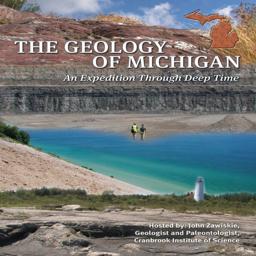 THE GEOLOGY
OF MICHIGAN
An Expedition Through Deep Time
Hosted by: John Zawiskie,
Geologist and Paleontologist,
Cranbrook Institute of Science